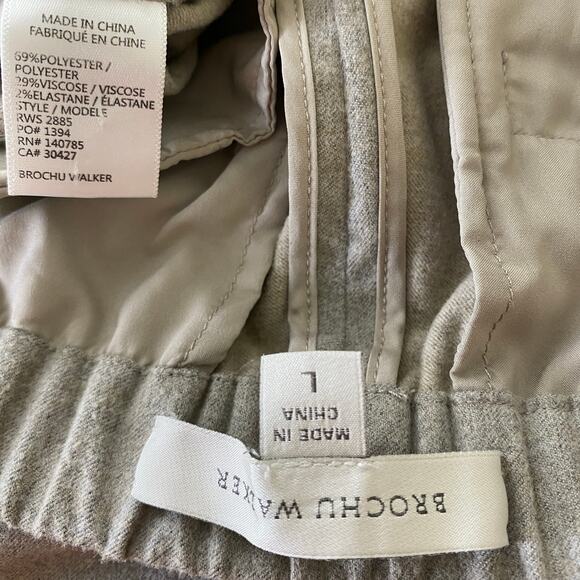 MADE IN CHINA
FABRIQUÉ EN CHINE
69%POLYESTER /
POLYESTER
29%VISCOSE / VISCOSE
2%ELASTANE / ÉLASTANE
STYLE / MODÈLE
RWS 2885
PO# 1394
RN# 140785
CA# 30427
BROCHU WALKER
L
MADE IN
CHINA
BROCHU WALKER